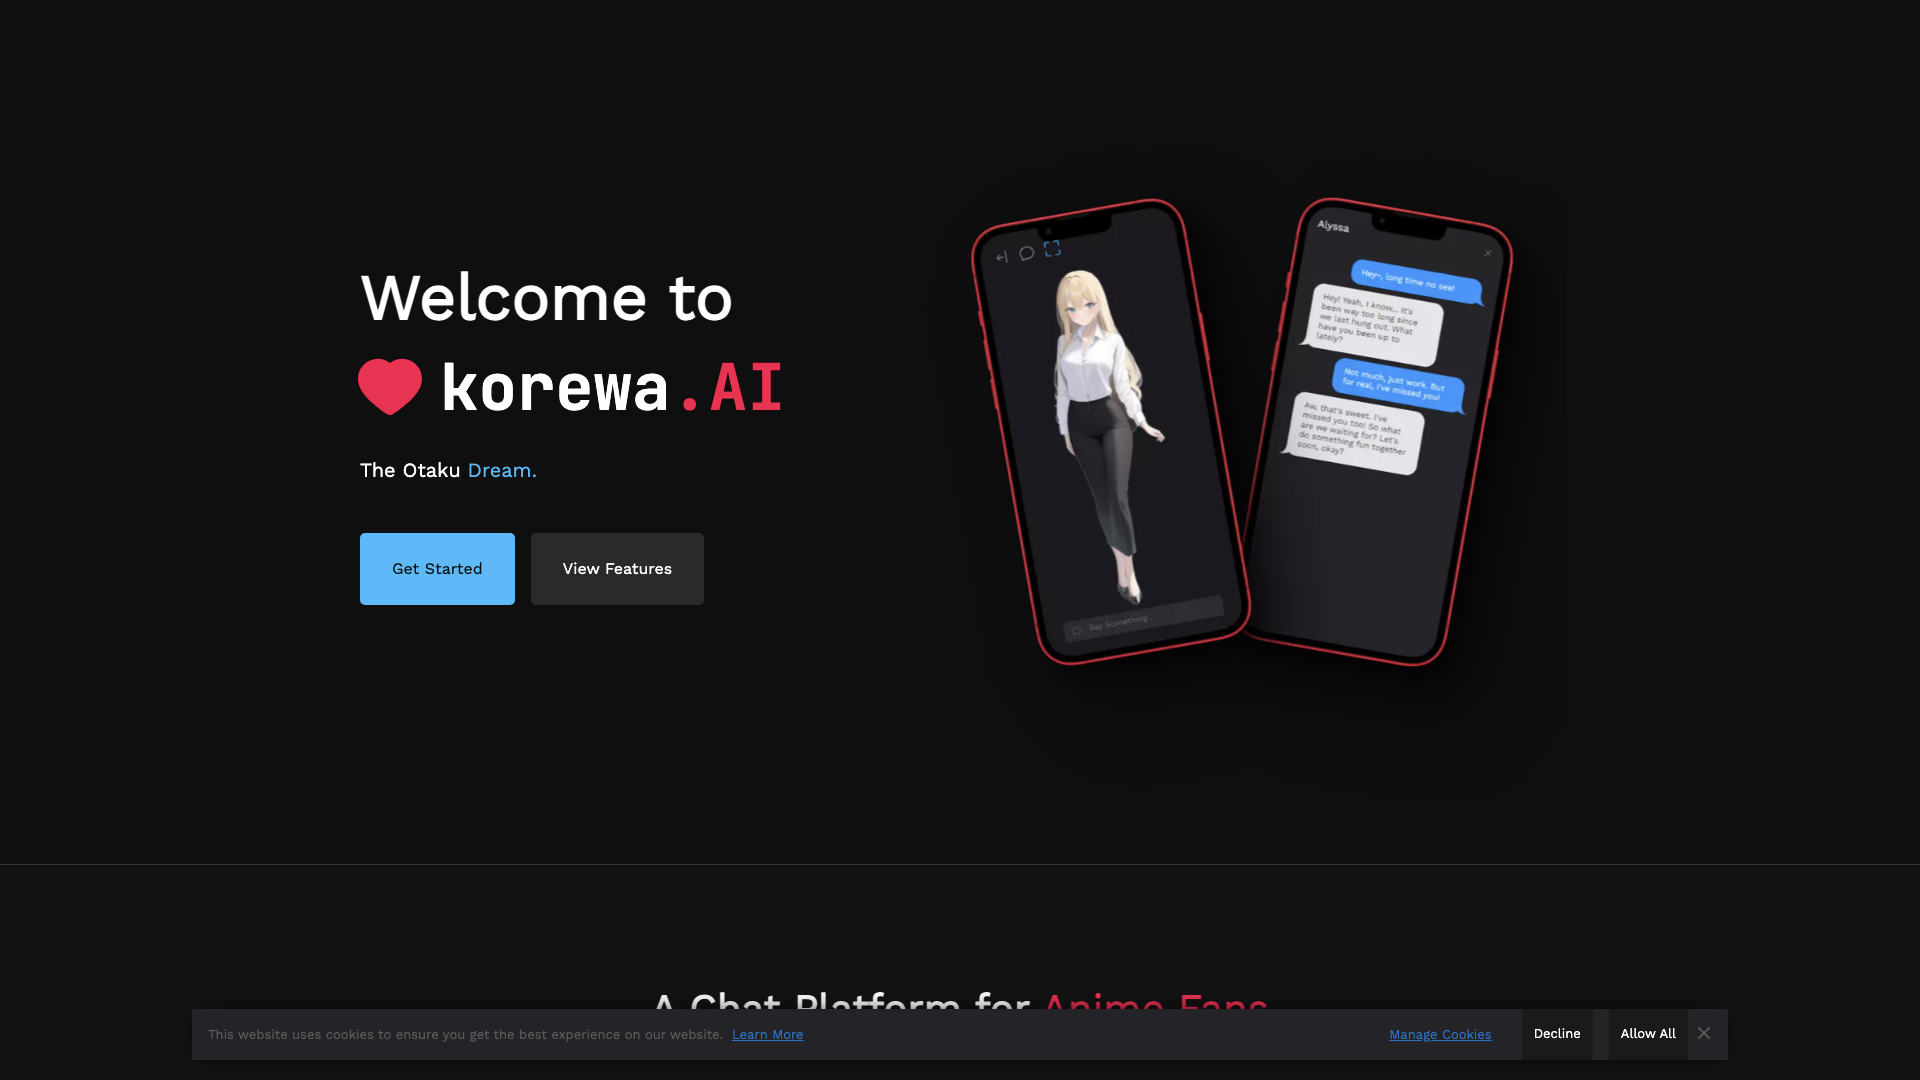 Welcome to
korewa.AI
The Otaku Dream.
Get Started
View Features
Say Something . . .
Alyssa
Hey~, long time no see!
Hey! Yeah, I know... It's
been way too long since
we last hung out. What
have you been up to
lately?
Not much, just work. But
for real, I've missed you!
Aw, that's sweet. I've
missed you too! So what
are we waiting for? Let's
do something fun together
soon, okay?
A Chat Platform for Anime Fans
This website uses cookies to ensure you get the best experience on our website. Learn More
Manage Cookies
Decline
Allow All